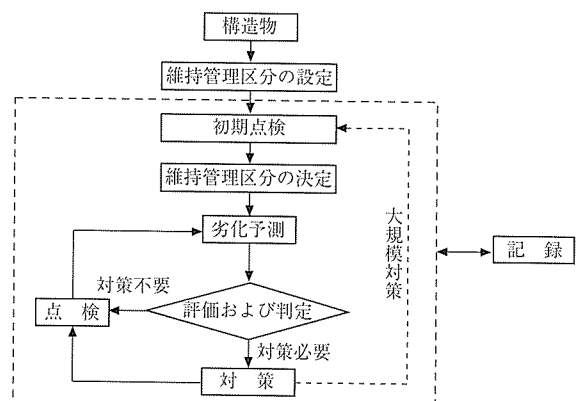 構造物
維持管理区分の設定
初期点検
維持管理区分の決定
劣化予測
大規模対策
記 録
対策不要
点 検
評価および判定
対策必要
対 策